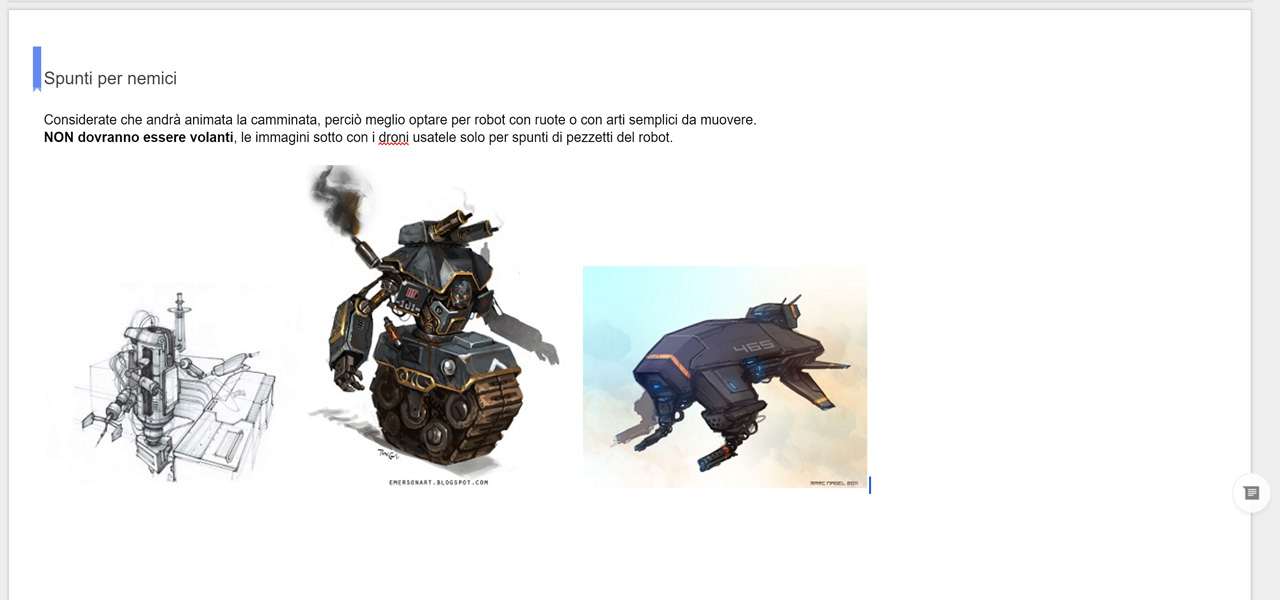 Spunti per nemici
Considerate che andrà animata la camminata, perciò meglio optare per robot con ruote o con arti semplici da muovere.
NON dovranno essere volanti, le immagini sotto con i droni usatele solo per spunti di pezzetti del robot.
465
EMERSONART.BLOGSPOT.COM
MARC NAGEL 2011